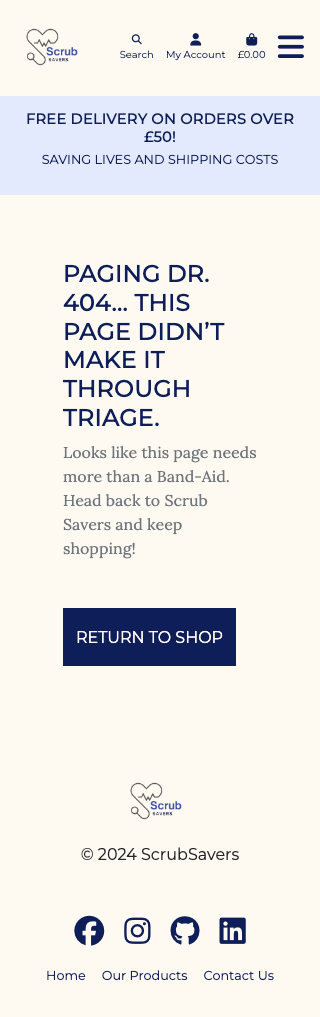 Scrub
SAVERS
Search
My Account
£0.00
FREE DELIVERY ON ORDERS OVER
£50!
SAVING LIVES AND SHIPPING COSTS
PAGING DR.
404... THIS
PAGE DIDN’T
MAKE IT
THROUGH
TRIAGE.
Looks like this page needs
more than a Band-Aid.
Head back to Scrub
Savers and keep
shopping!
RETURN TO SHOP
Scrub
SAVERS
© 2024 ScrubSavers
Home Our Products Contact Us